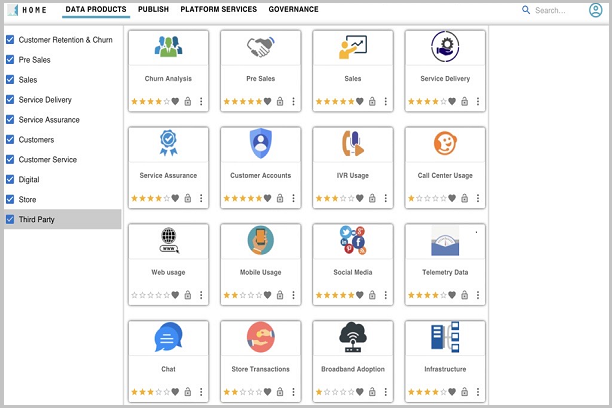 HOME DATA PRODUCTS PUBLISH PLATFORM SERVICES GOVERNANCE Search...
Customer Retention & Churn
Pre Sales
Sales
Service Delivery
Service Assurance
Customers
Customer Service
Digital
Store
Third Party
Churn Analysis Pre Sales Sales Service Delivery
Service Assurance Customer Accounts IVR Usage Call Center Usage
WWW
Web usage Mobile Usage Social Media Telemetry Data
Chat Store Transactions Broadband Adoption Infrastructure